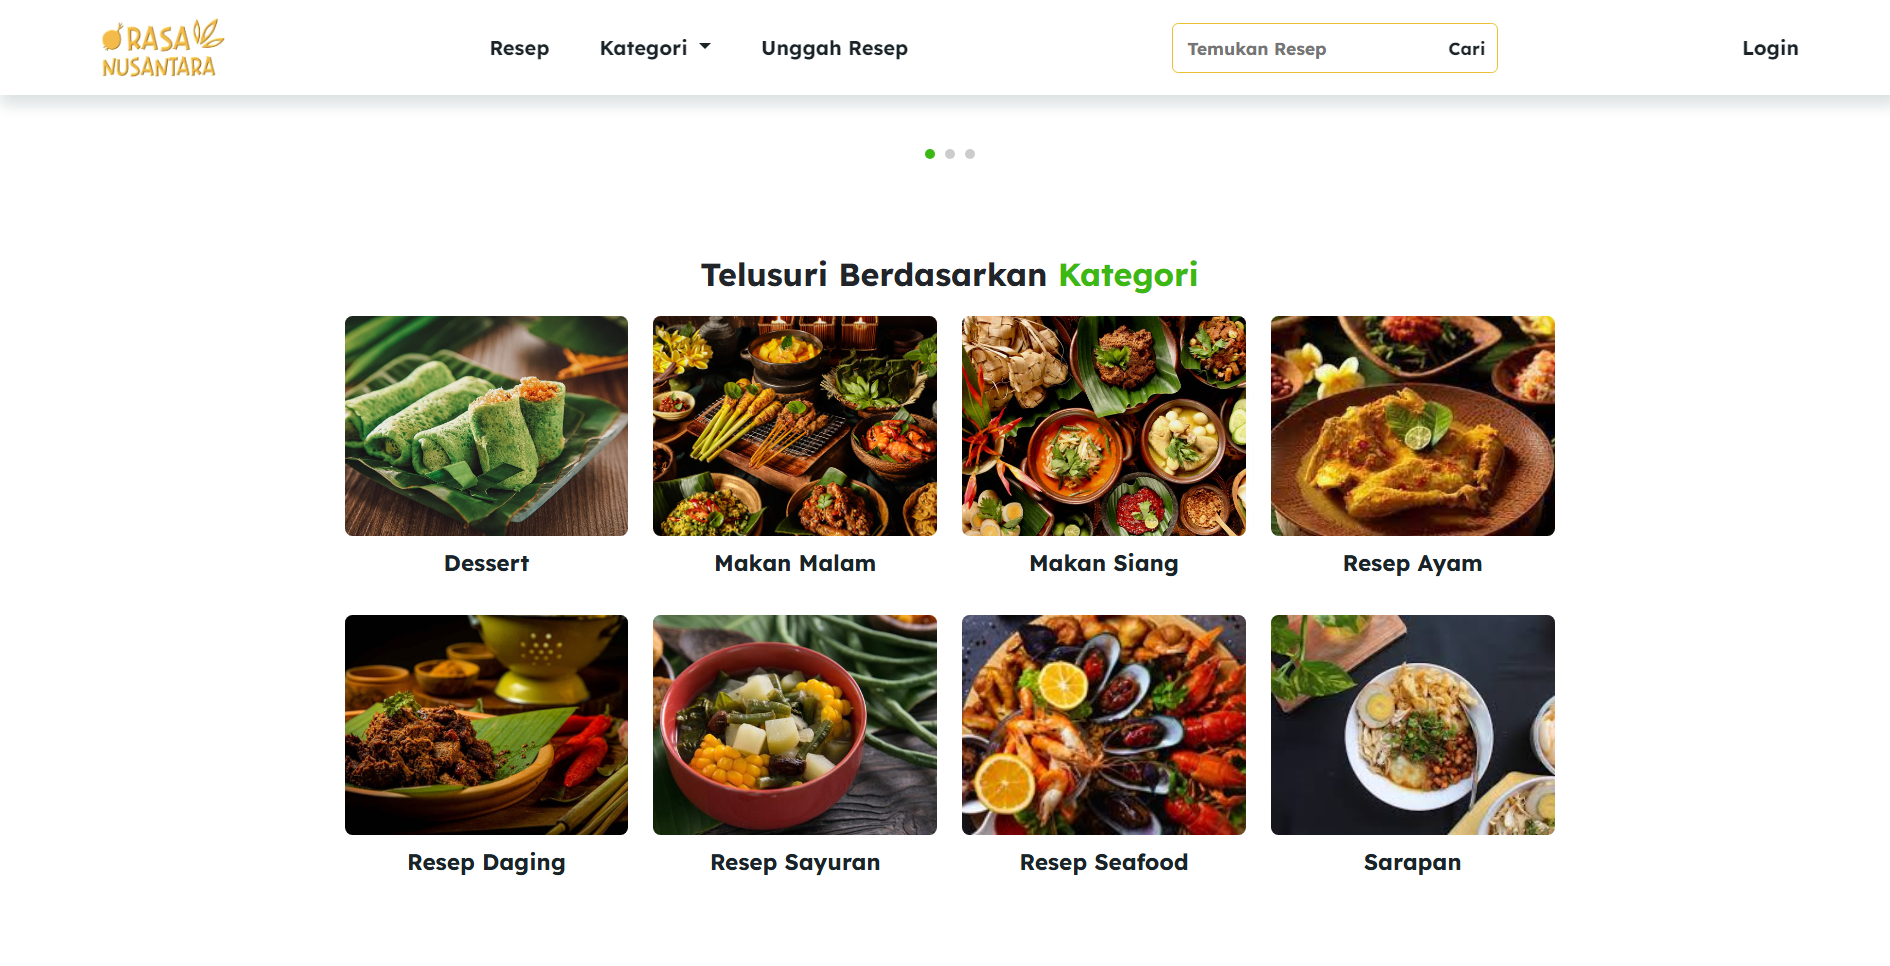 RASA
NUSANTARA
Resep
Kategori
Unggah Resep
Temukan Resep
Cari
Login
Telusuri Berdasarkan Kategori
Dessert
Makan Malam
Makan Siang
Resep Ayam
Resep Daging
Resep Sayuran
Resep Seafood
Sarapan